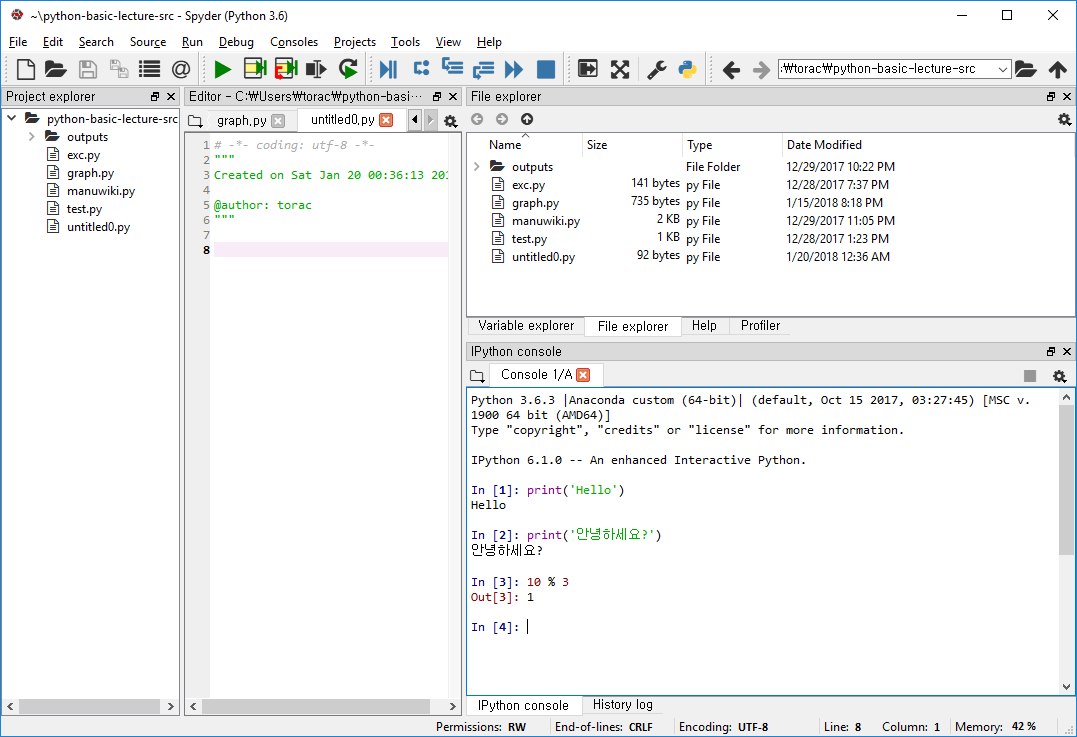 ~\python-basic-lecture-src - Spyder (Python 3.6)
File Edit Search Source Run Debug Consoles Projects Tools View Help
:₩torac₩python-basic-lecture-src
Project explorer
python-basic-lecture-src
outputs
exc.py
graph.py
manuwiki.py
test.py
untitled0.py
Editor - C:₩Users₩torac₩python-basi···
graph.py untitled0.py
1 # -*- coding: utf-8 -*-
2 """
3 Created on Sat Jan 20 00:36:13 201
4
5 @author: torac
6 """
7
8
File explorer
Name Size Type Date Modified
outputs File Folder 12/29/2017 10:22 PM
exc.py 141 bytes py File 12/28/2017 7:37 PM
graph.py 735 bytes py File 1/15/2018 8:18 PM
manuwiki.py 2 KB py File 12/29/2017 11:05 PM
test.py 1 KB py File 12/28/2017 1:23 PM
untitled0.py 92 bytes py File 1/20/2018 12:36 AM
Variable explorer File explorer Help Profiler
IPython console
Console 1/A
Python 3.6.3 |Anaconda custom (64-bit)| (default, Oct 15 2017, 03:27:45) [MSC v.
1900 64 bit (AMD64)]
Type "copyright", "credits" or "license" for more information.
IPython 6.1.0 -- An enhanced Interactive Python.
In [1]: print('Hello')
Hello
In [2]: print('안녕하세요?')
안녕하세요?
In [3]: 10 % 3
Out[3]: 1
In [4]:
IPython console History log
Permissions: RW End-of-lines: CRLF Encoding: UTF-8 Line: 8 Column: 1 Memory: 42 %